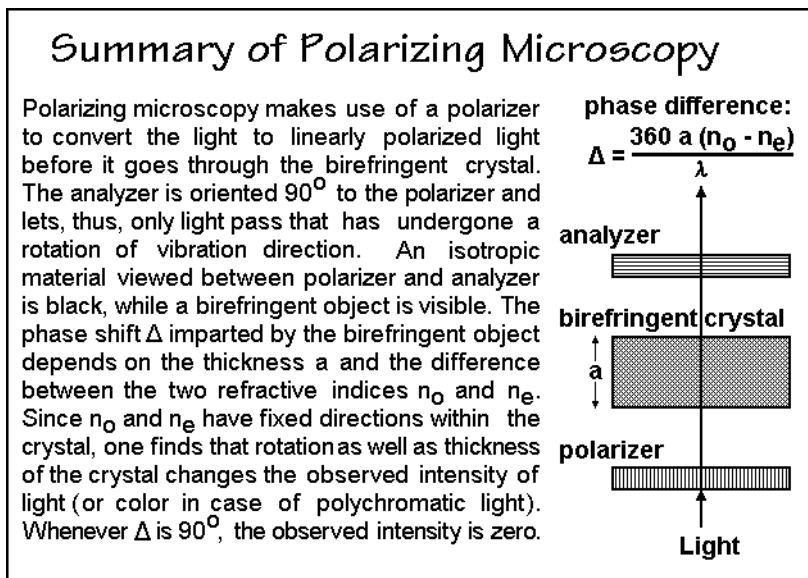 Summary of Polarizing Microscopy
Polarizing microscopy makes use of a polarizer
to convert the light to linearly polarized light
before it goes through the birefringent crystal.
The analyzer is oriented 90° to the polarizer and
lets, thus, only light pass that has undergone a
rotation of vibration direction. An isotropic
material viewed between polarizer and analyzer
is black, while a birefringent object is visible. The
phase shift Δ imparted by the birefringent object
depends on the thickness a and the difference
between the two refractive indices nₒ and nₑ.
Since nₒ and nₑ have fixed directions within the
crystal, one finds that rotation as well as thickness
of the crystal changes the observed intensity of
light (or color in case of polychromatic light).
Whenever Δ is 90°, the observed intensity is zero.
phase difference:
Δ = 360 a (nₒ - nₑ)
λ
analyzer
birefringent crystal
a
polarizer
Light